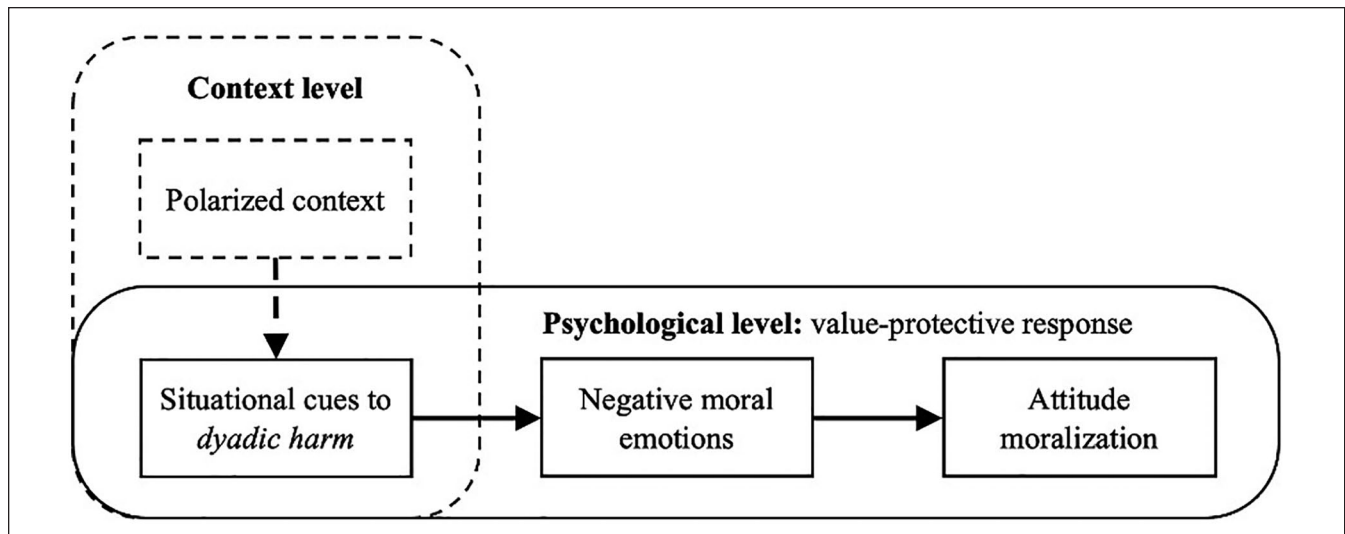 Context level
Polarized context
Psychological level: value-protective response
Situational cues to
dyadic harm
Negative moral
emotions
Attitude
moralization